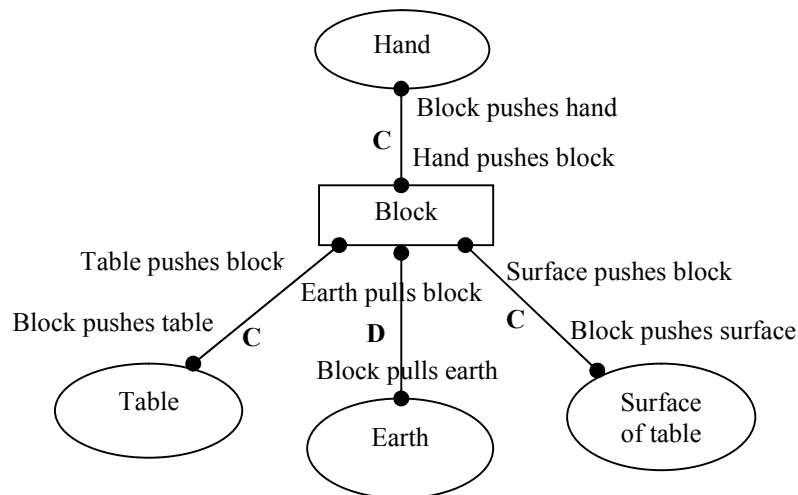 Hand
Block pushes hand
C
Hand pushes block
Block
Table pushes block
Surface pushes block
Earth pulls block
Block pushes table
C
D
C
Block pushes surface
Block pulls earth
Table
Earth
Surface
of table